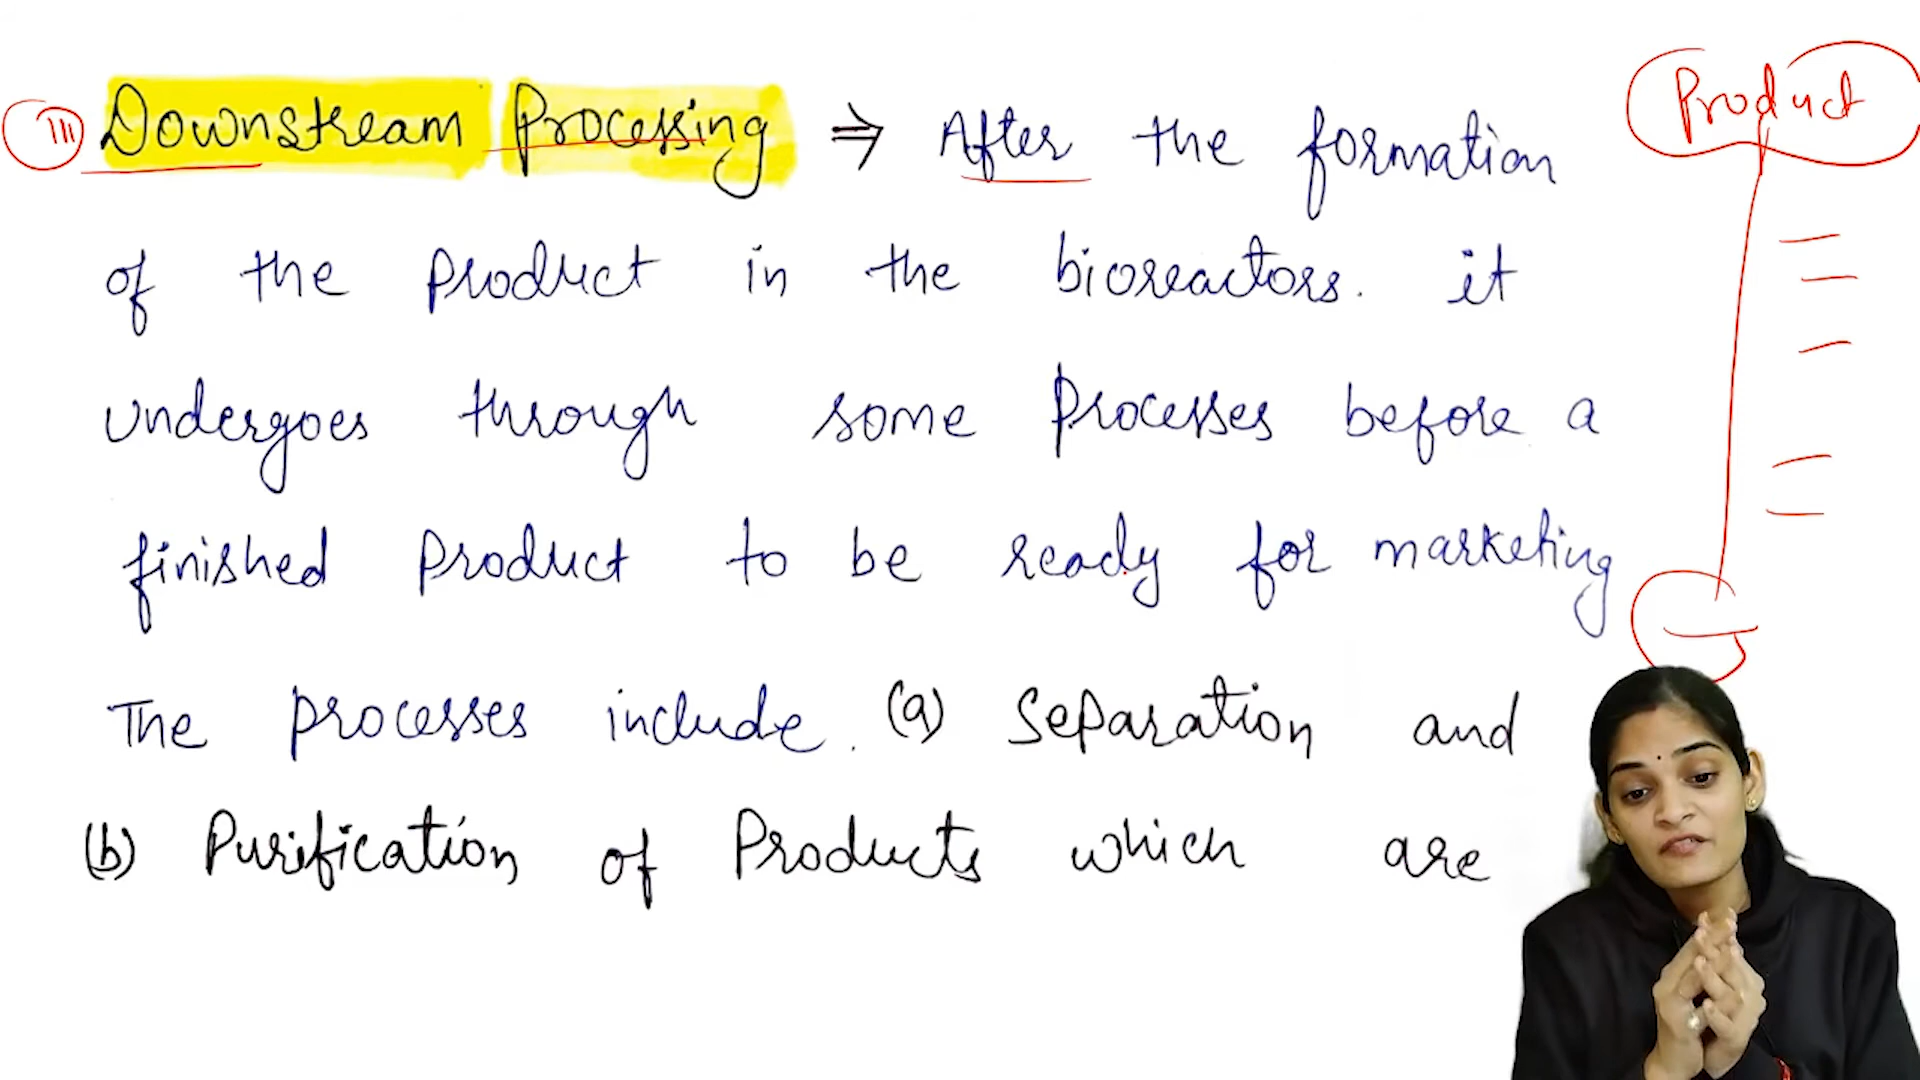 (iii) Downstream Processing ⇒ After the formation
of the Product in the bioreactors. it
undergoes through some Processes before a
finished Product to be ready for marketing
The processes include. (a) Separation and
(b) Purification of Products which are
Product